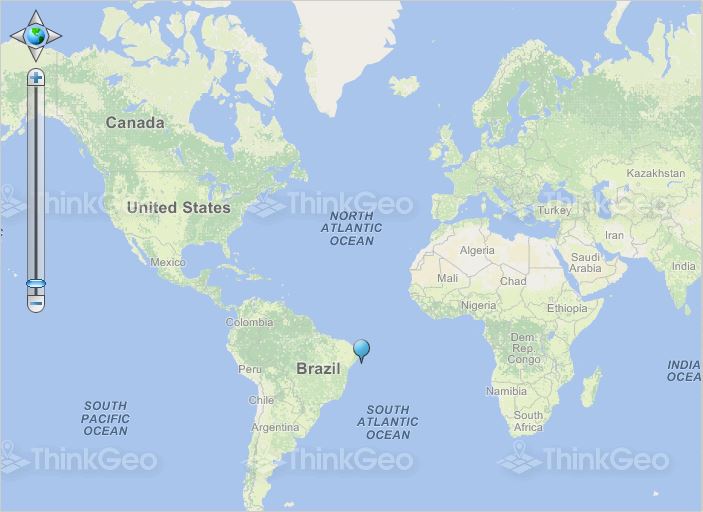 Canada
Kazakhstan
ThinkGeo
ThinkGeo
ThinkGeo
United States
NORTH
ATLANTIC
OCEAN
Turkey
Iran
Algeria
Saudi
Arabia
Mexico
India
Mali
Chad
Nigeria
Ethiopia
Colombia
Dem.
Rep.
Congo
Peru
Brazil
INDIA
OCEA
Namibia
Chile
SOUTH
PACIFIC
OCEAN
SOUTH
ATLANTIC
OCEAN
South
Africa
Argentina
ThinkGeo
ThinkGeo
ThinkGeo